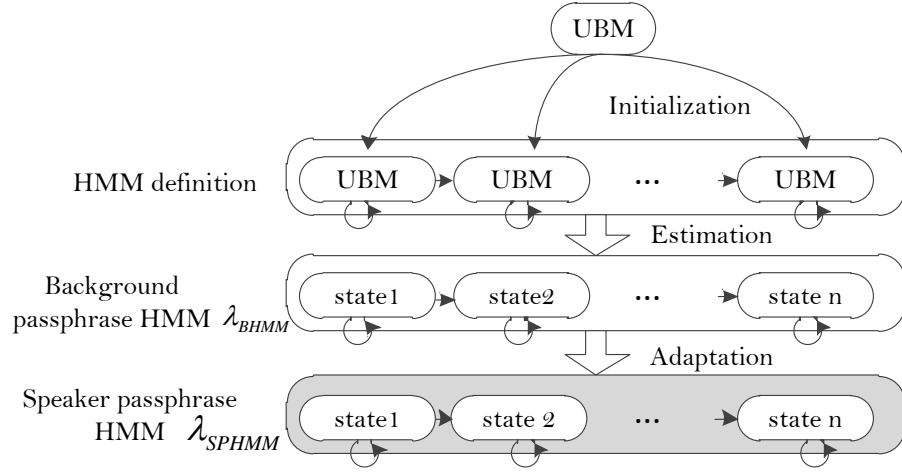 UBM
Initialization
HMM definition
UBM UBM ... UBM
Estimation
Background
passphrase HMM λBHMM
state1 state2 ... state n
Adaptation
Speaker passphrase
HMM λSPHMM
state1 state 2 ... state n